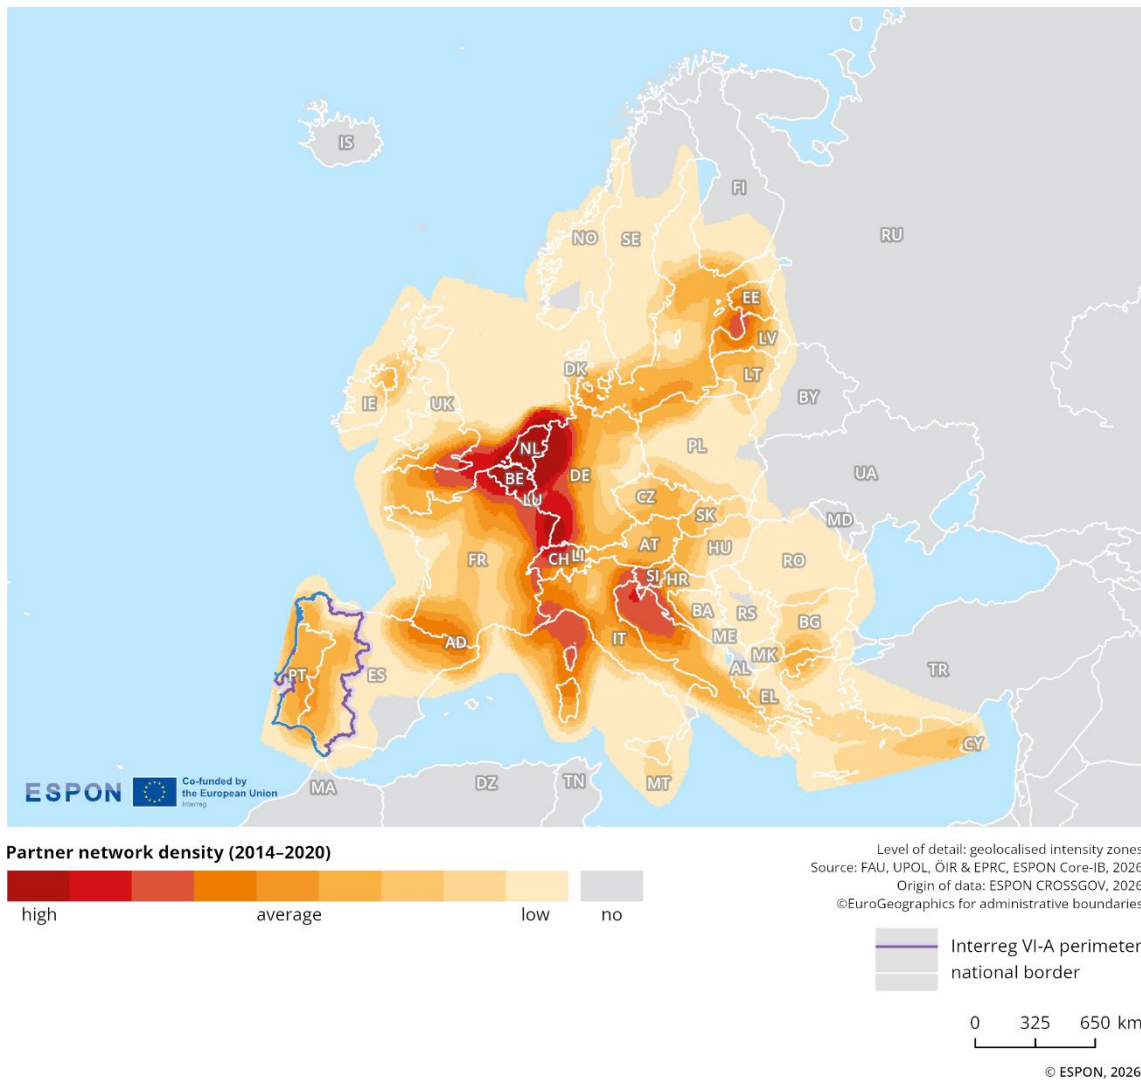 IS
FI
NO
SE
RU
EE
LV
DK
LT
IE
UK
BY
NL
PL
BE
DE
UA
LU
CZ
SK
MD
AT
HU
FR
CH
LI
RO
SI
HR
BA
RS
BG
IT
ME
AD
MK
AL
PT
ES
TR
EL
CY
MA
DZ
TN
MT
ESPON
Co-funded by
the European Union
Interreg
Partner network density (2014–2020)
high
average
low
no
Level of detail: geolocalised intensity zones
Source: FAU, UPOL, ÖIR & EPRC, ESPON Core-IB, 2026
Origin of data: ESPON CROSSGOV, 2026
©EuroGeographics for administrative boundaries
Interreg VI-A perimeter
national border
0 325 650 km
© ESPON, 2026